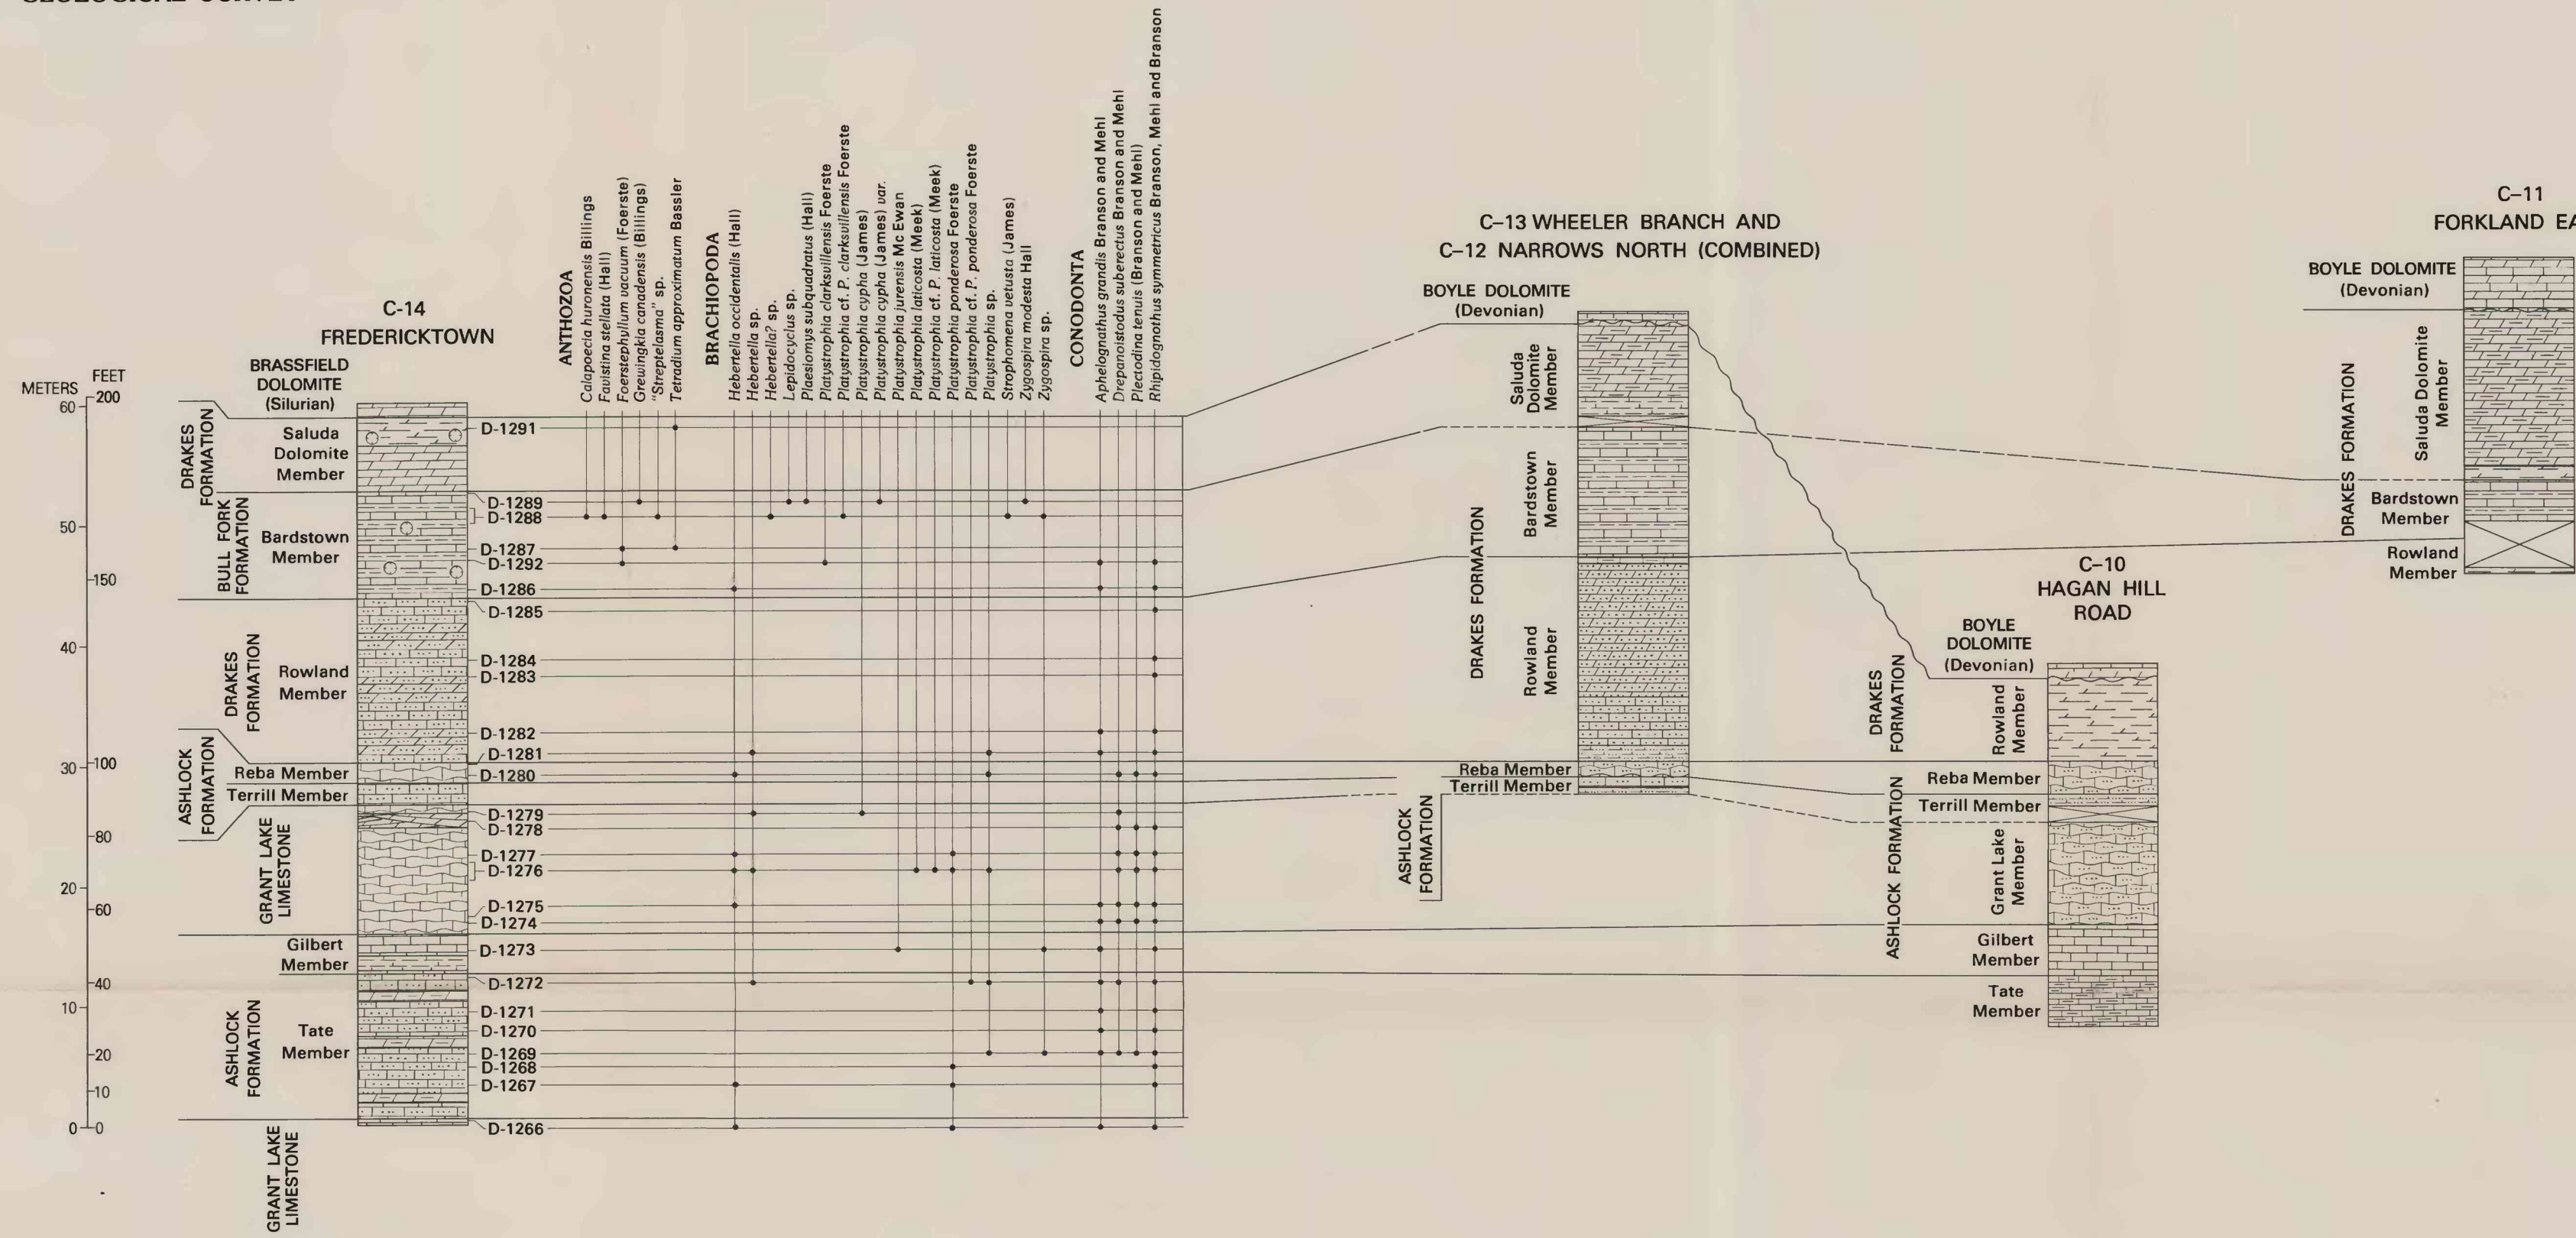 C-14
FREDERICKTOWN
METERS
FEET
60
200
50
150
40
30
100
80
20
60
40
10
20
10
0
0
BRASSFIELD
DOLOMITE
(Silurian)
DRAKES
FORMATION
Saluda
Dolomite
Member
BULL FORK
FORMATION
Bardstown
Member
DRAKES
FORMATION
Rowland
Member
ASHLOCK
FORMATION
Reba Member
Terrill Member
GRANT LAKE
LIMESTONE
Gilbert
Member
ASHLOCK
FORMATION
Tate
Member
GRANT LAKE
LIMESTONE
D-1291
D-1289
D-1288
D-1287
D-1292
D-1286
D-1285
D-1284
D-1283
D-1282
D-1281
D-1280
D-1279
D-1278
D-1277
D-1276
D-1275
D-1274
D-1273
D-1272
D-1271
D-1270
D-1269
D-1268
D-1267
D-1266
ANTHOZOA
Calapoecia huronensis Billings
Favistina stellata (Hall)
Foerstephyllum vacuum (Foerste)
Grewingkia canadensis (Billings)
"Streptelasma" sp.
Tetradium approximatum Bassler
BRACHIOPODA
Hebertella occidentalis (Hall)
Hebertella sp.
Hebertella? sp.
Lepidocyclus sp.
Plaesiomys subquadratus (Hall)
Platystrophia clarksvillensis Foerste
Platystrophia cf. P. clarksvillensis Foerste
Platystrophia cypha (James)
Platystrophia cypha (James) var.
Platystrophia jurensis Mc Ewan
Platystrophia laticosta (Meek)
Platystrophia cf. P. laticosta (Meek)
Platystrophia ponderosa Foerste
Platystrophia cf. P. ponderosa Foerste
Platystrophia sp.
Strophomena vetusta (James)
Zygospira modesta Hall
Zygospira sp.
CONODONTA
Aphelognathus grandis Branson and Mehl
Drepanoistodus suberectus Branson and Mehl
Plectodina tenuis (Branson and Mehl)
Rhipidognathus symmetricus Branson, Mehl and Branson
C-13 WHEELER BRANCH AND
C-12 NARROWS NORTH (COMBINED)
BOYLE DOLOMITE
(Devonian)
Saluda
Dolomite
Member
Bardstown
Member
DRAKES FORMATION
Rowland
Member
Reba Member
Terrill Member
ASHLOCK
FORMATION
C-10
HAGAN HILL
ROAD
BOYLE
DOLOMITE
(Devonian)
DRAKES
FORMATION
Rowland
Member
Reba Member
Terrill Member
ASHLOCK FORMATION
Grant Lake
Member
Gilbert
Member
Tate
Member
C-11
FORKLAND EA
BOYLE DOLOMITE
(Devonian)
DRAKES FORMATION
Saluda Dolomite
Member
Bardstown
Member
Rowland
Member